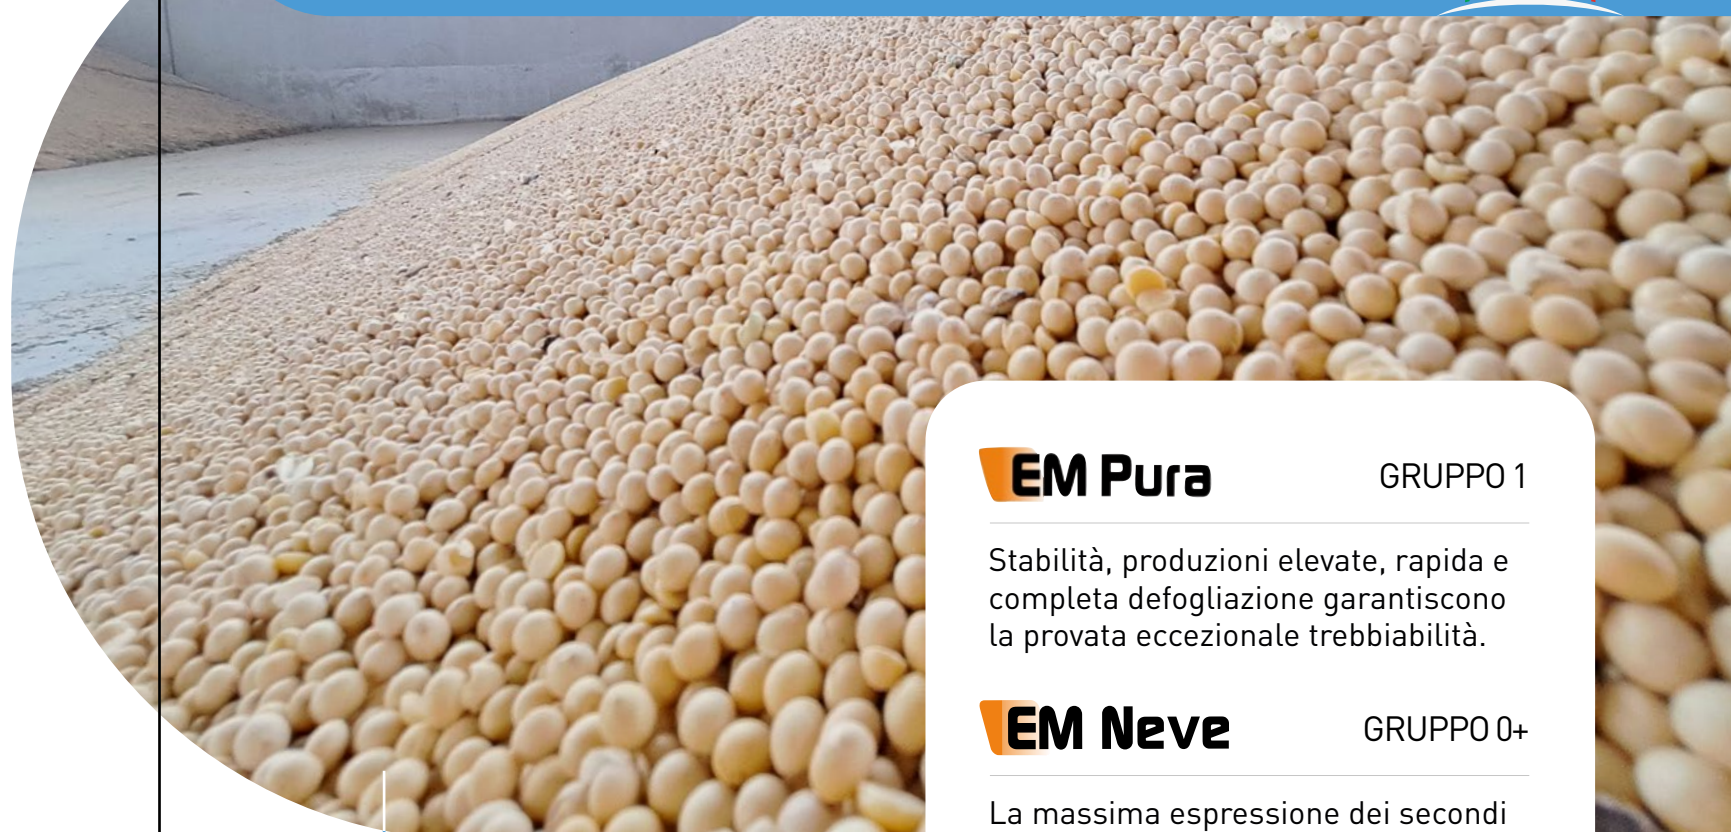 EM Pura
GRUPPO 1
Stabilità, produzioni elevate, rapida e
completa defogliazione garantiscono
la provata eccezionale trebbiabilità.
EM Neve
GRUPPO 0+
La massima espressione dei secondi